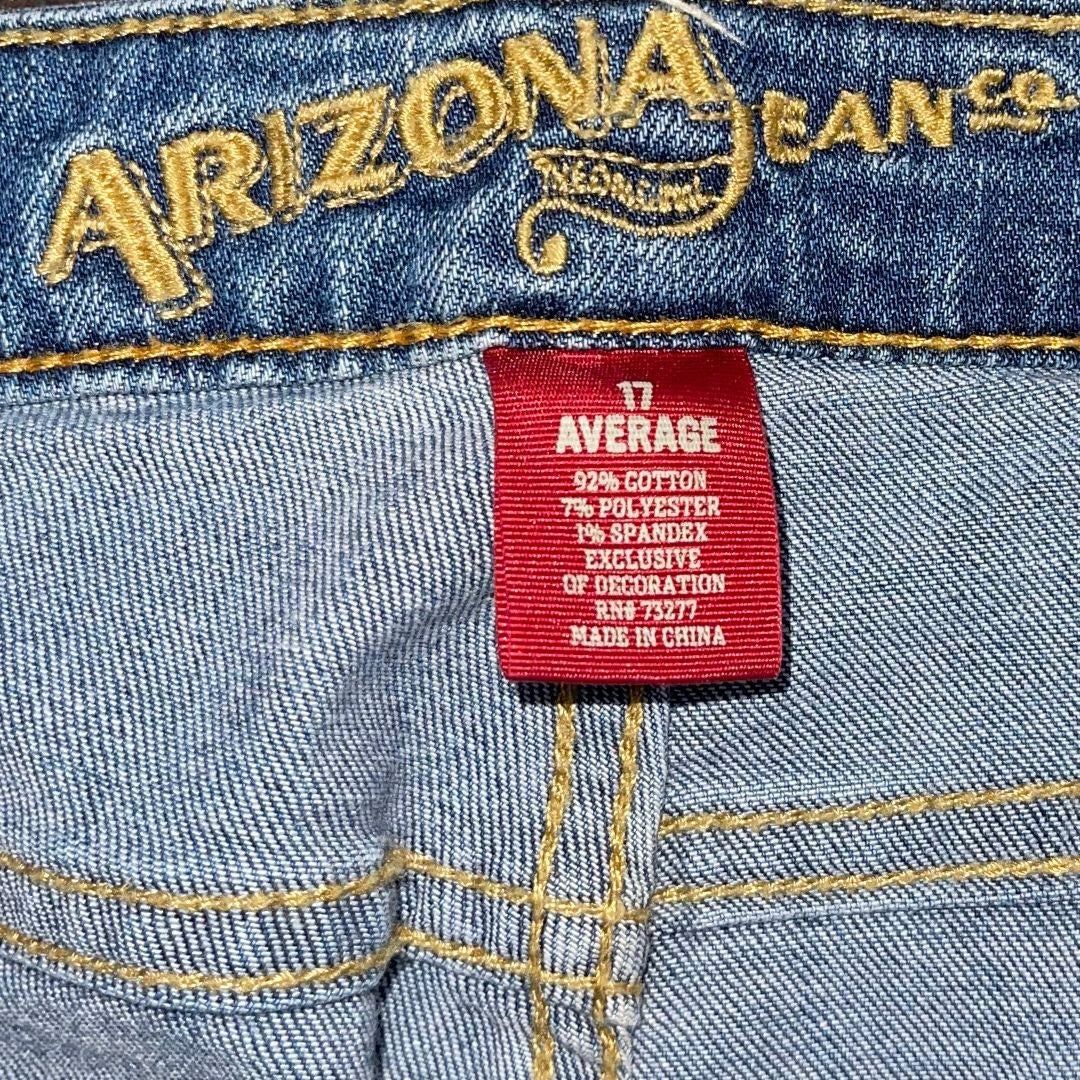 ARIZONA JEAN CO.
17
AVERAGE
92% COTTON
7% POLYESTER
1% SPANDEX
EXCLUSIVE
OF DECORATION
RN# 73277
MADE IN CHINA